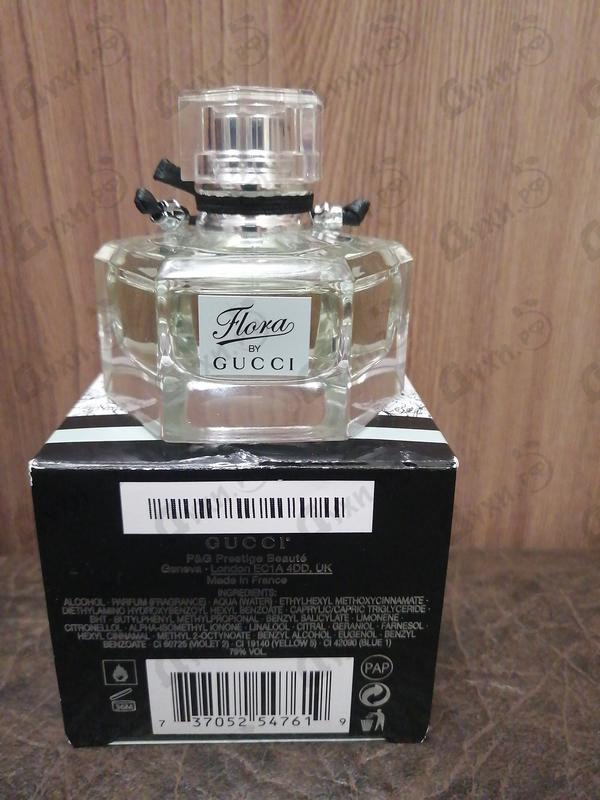 Flora
BY
GUCCI
GUCCI
P&G Prestige Beauté
Geneva · London EC1A 4DD, UK
Made in France
INGREDIENTS:
ALCOHOL · PARFUM (FRAGRANCE) · AQUA (WATER) · ETHYLHEXYL METHOXYCINNAMATE ·
DIETHYLAMINO HYDROXYBENZOYL HEXYL BENZOATE · CAPRYLIC/CAPRIC TRIGLYCERIDE ·
BHT · BUTYLPHENYL METHYLPROPIONAL · BENZYL SALICYLATE · LIMONENE ·
CITRONELLOL · ALPHA-ISOMETHYL IONONE · LINALOOL · CITRAL · GERANIOL · FARNESOL ·
HEXYL CINNAMAL · METHYL 2-OCTYNOATE · BENZYL ALCOHOL · EUGENOL · BENZYL
BENZOATE · CI 60725 (VIOLET 2) · CI 19140 (YELLOW 5) · CI 42090 (BLUE 1)
79% VOL.
36M
PAP
7 37052 54761 9
Духи.рф